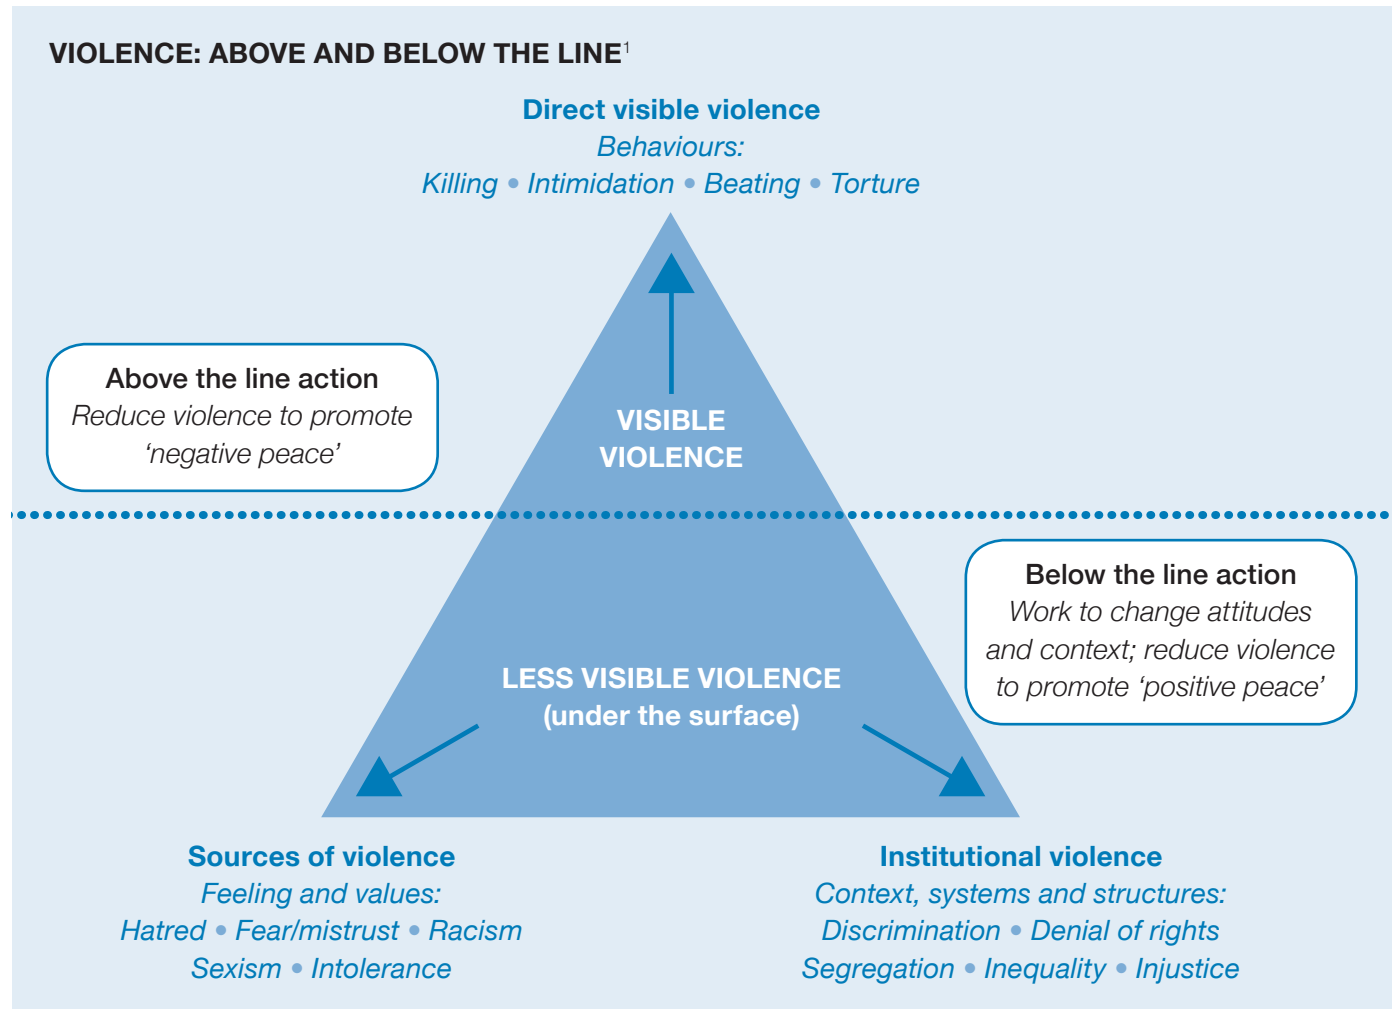 VIOLENCE: ABOVE AND BELOW THE LINE¹
Direct visible violence
Behaviours:
Killing • Intimidation • Beating • Torture
Above the line action
Reduce violence to promote
‘negative peace’
VISIBLE
VIOLENCE
Below the line action
Work to change attitudes
and context; reduce violence
to promote ‘positive peace’
LESS VISIBLE VIOLENCE
(under the surface)
Sources of violence
Feeling and values:
Hatred • Fear/mistrust • Racism
Sexism • Intolerance
Institutional violence
Context, systems and structures:
Discrimination • Denial of rights
Segregation • Inequality • Injustice